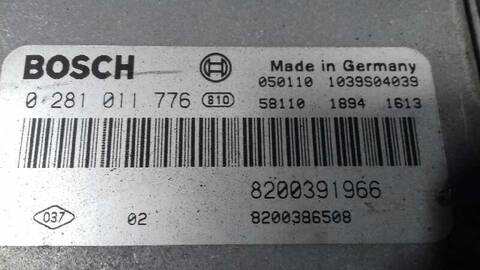 BOSCH Made in Germany
050110 1039S04039
0 281 011 776 810 58110 1894 1613
8200391966
037 02 8200386508